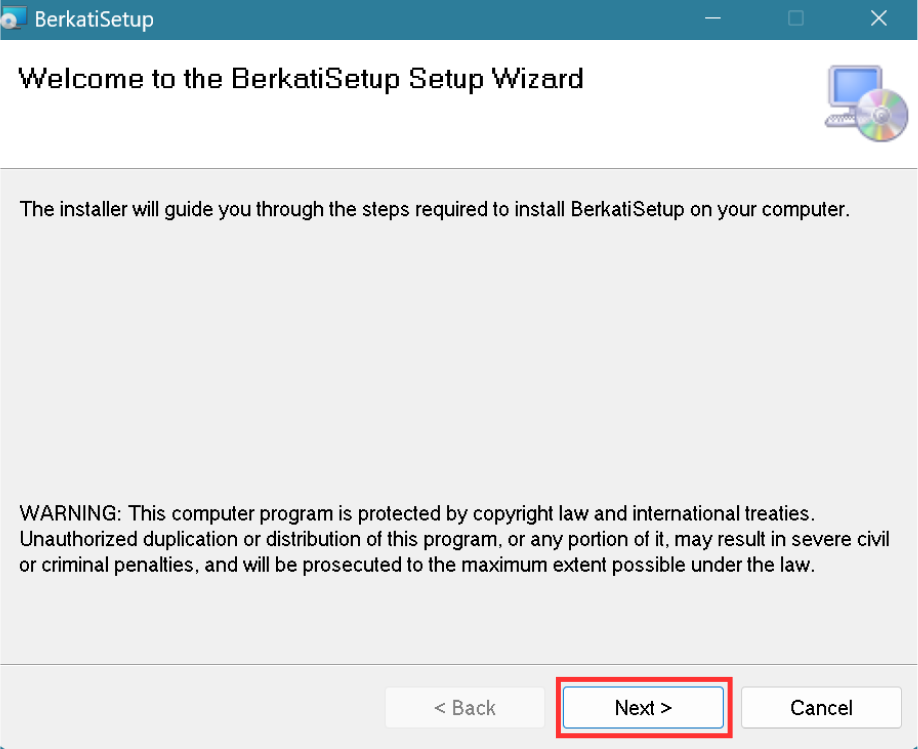 BerkatiSetup
Welcome to the BerkatiSetup Setup Wizard
The installer will guide you through the steps required to install BerkatiSetup on your computer.
WARNING: This computer program is protected by copyright law and international treaties.
Unauthorized duplication or distribution of this program, or any portion of it, may result in severe civil
or criminal penalties, and will be prosecuted to the maximum extent possible under the law.
< Back
Next >
Cancel